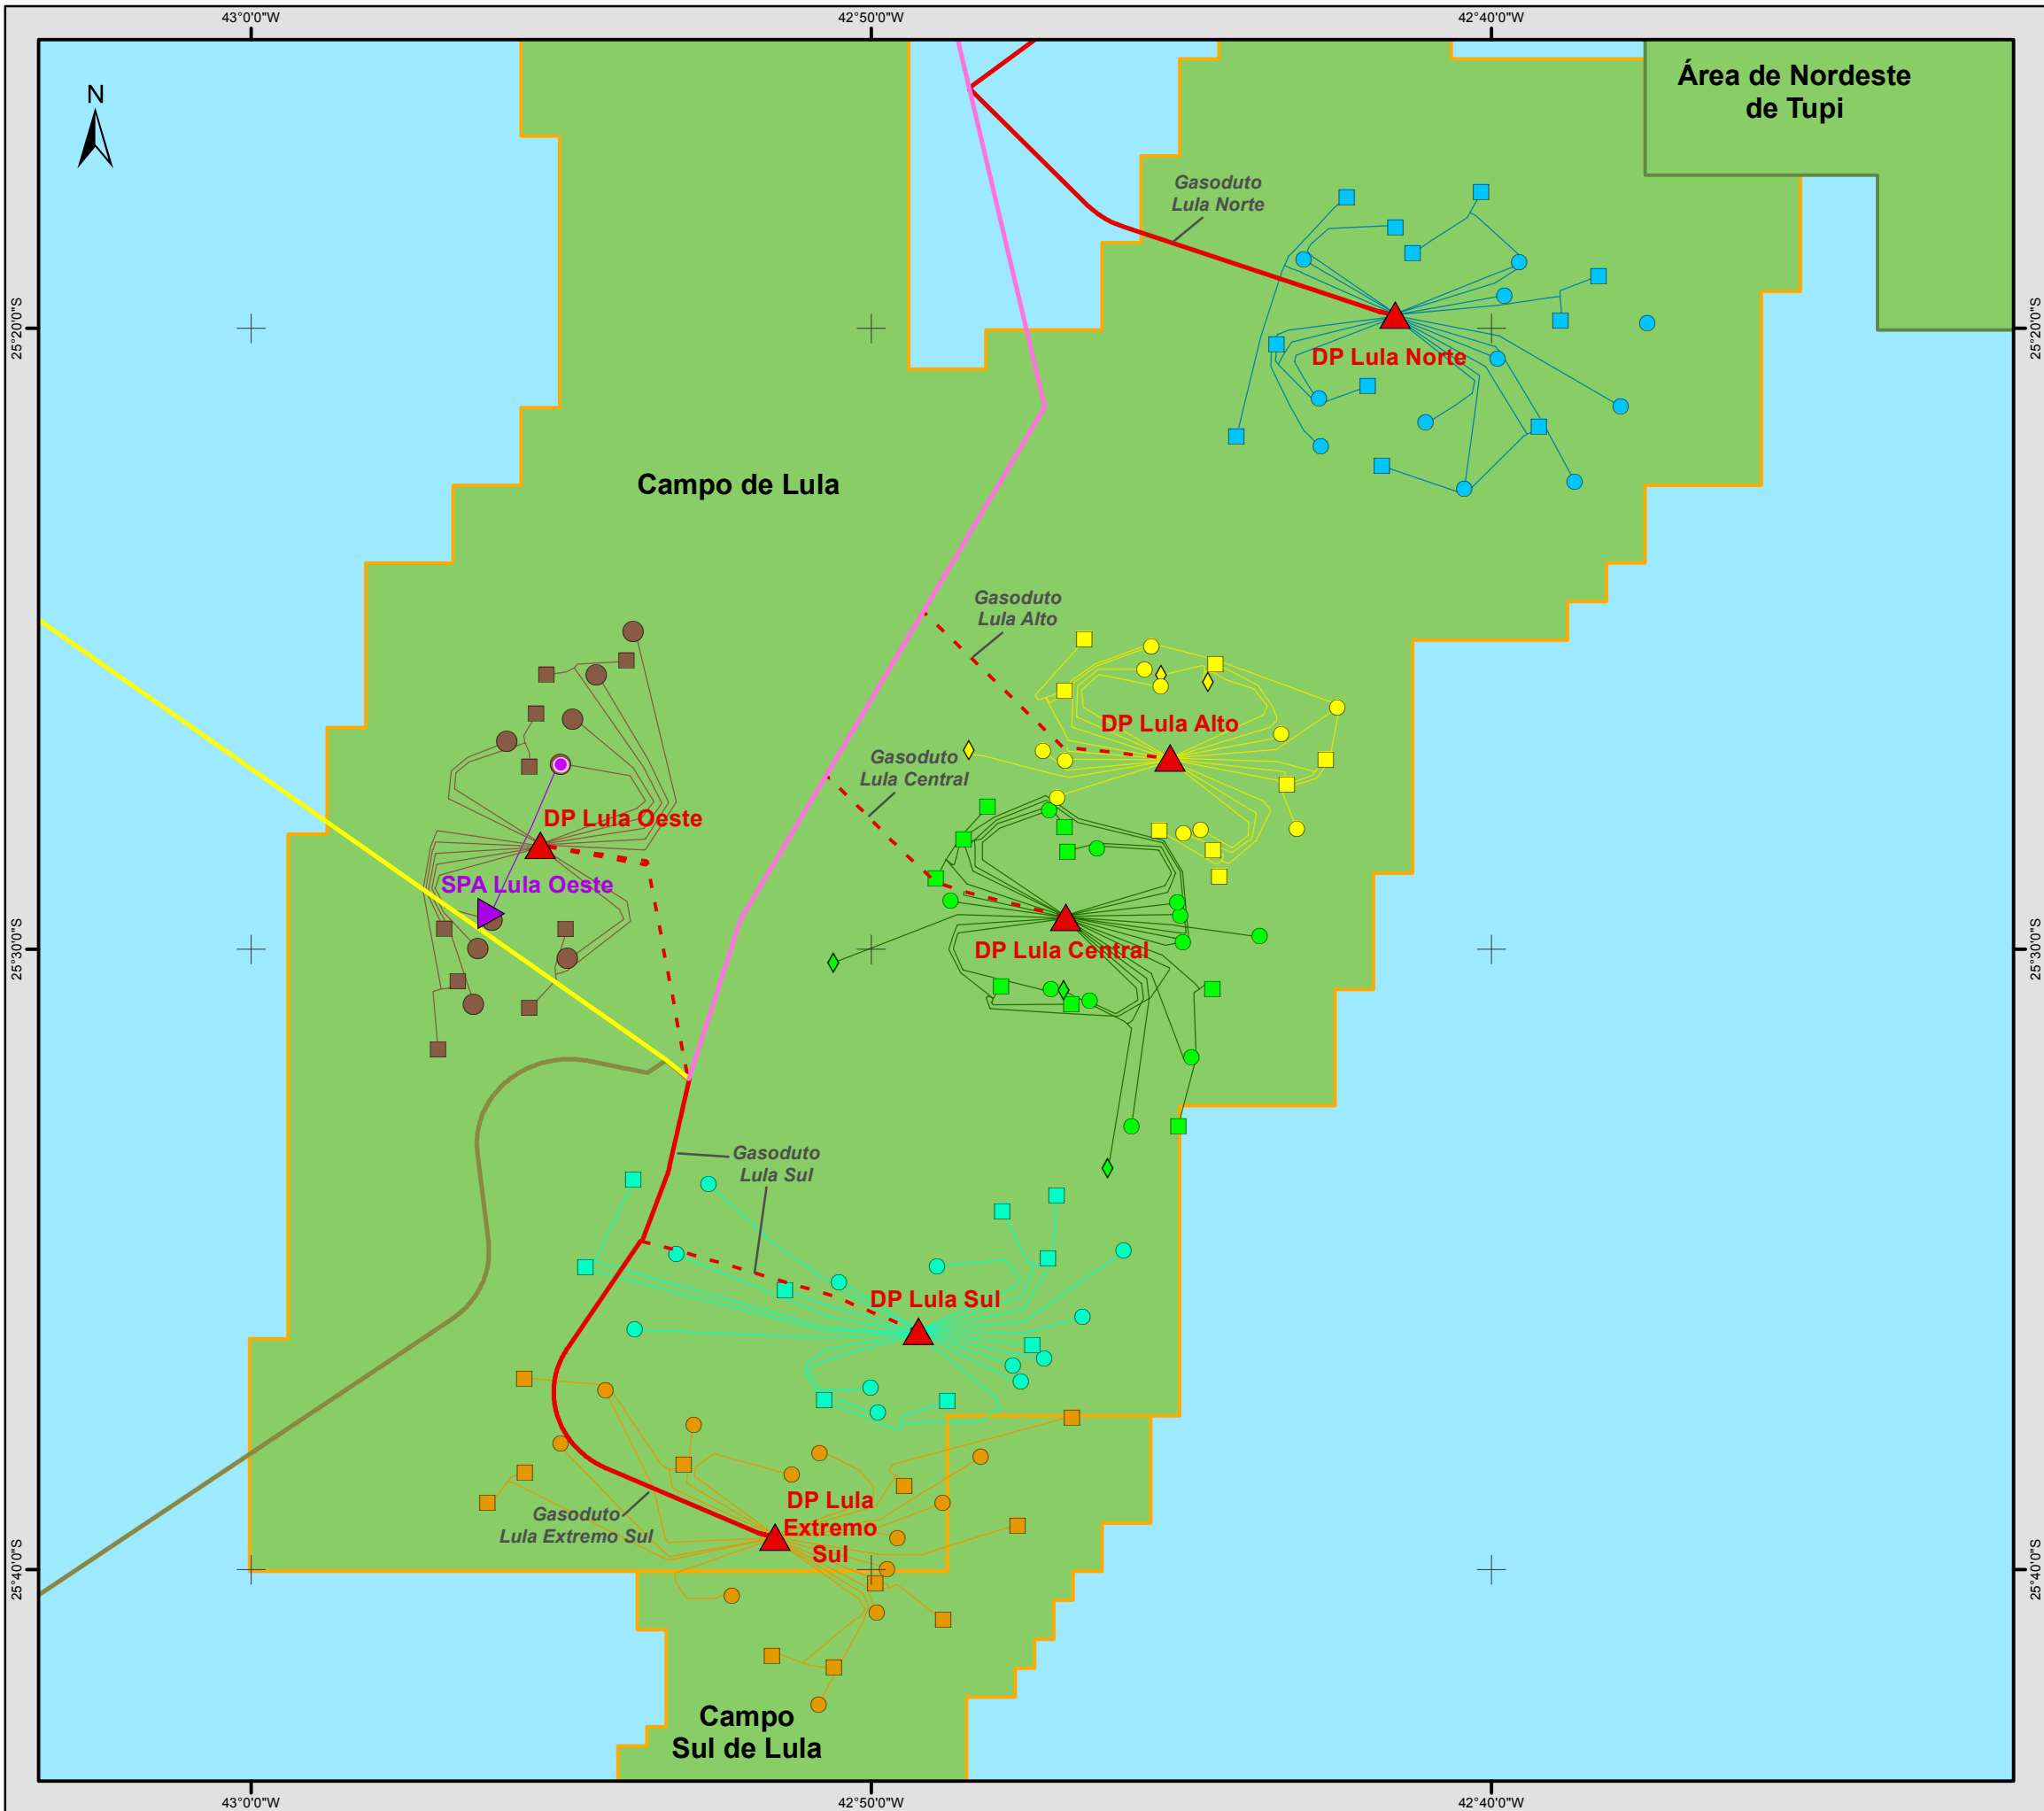 43°0'0"W
42°50'0"W
42°40'0"W
Área de Nordeste
de Tupi
N
Gasoduto
Lula Norte
25°20'0"S
25°20'0"S
DP Lula Norte
Campo de Lula
Gasoduto
Lula Alto
DP Lula Alto
Gasoduto
Lula Central
DP Lula Oeste
SPA Lula Oeste
25°30'0"S
DP Lula Central
25°30'0"S
Gasoduto
Lula Sul
DP Lula Sul
DP Lula
Extremo
Sul
Gasoduto
Lula Extremo Sul
25°40'0"S
25°40'0"S
Campo
Sul de Lula
43°0'0"W
42°50'0"W
42°40'0"W